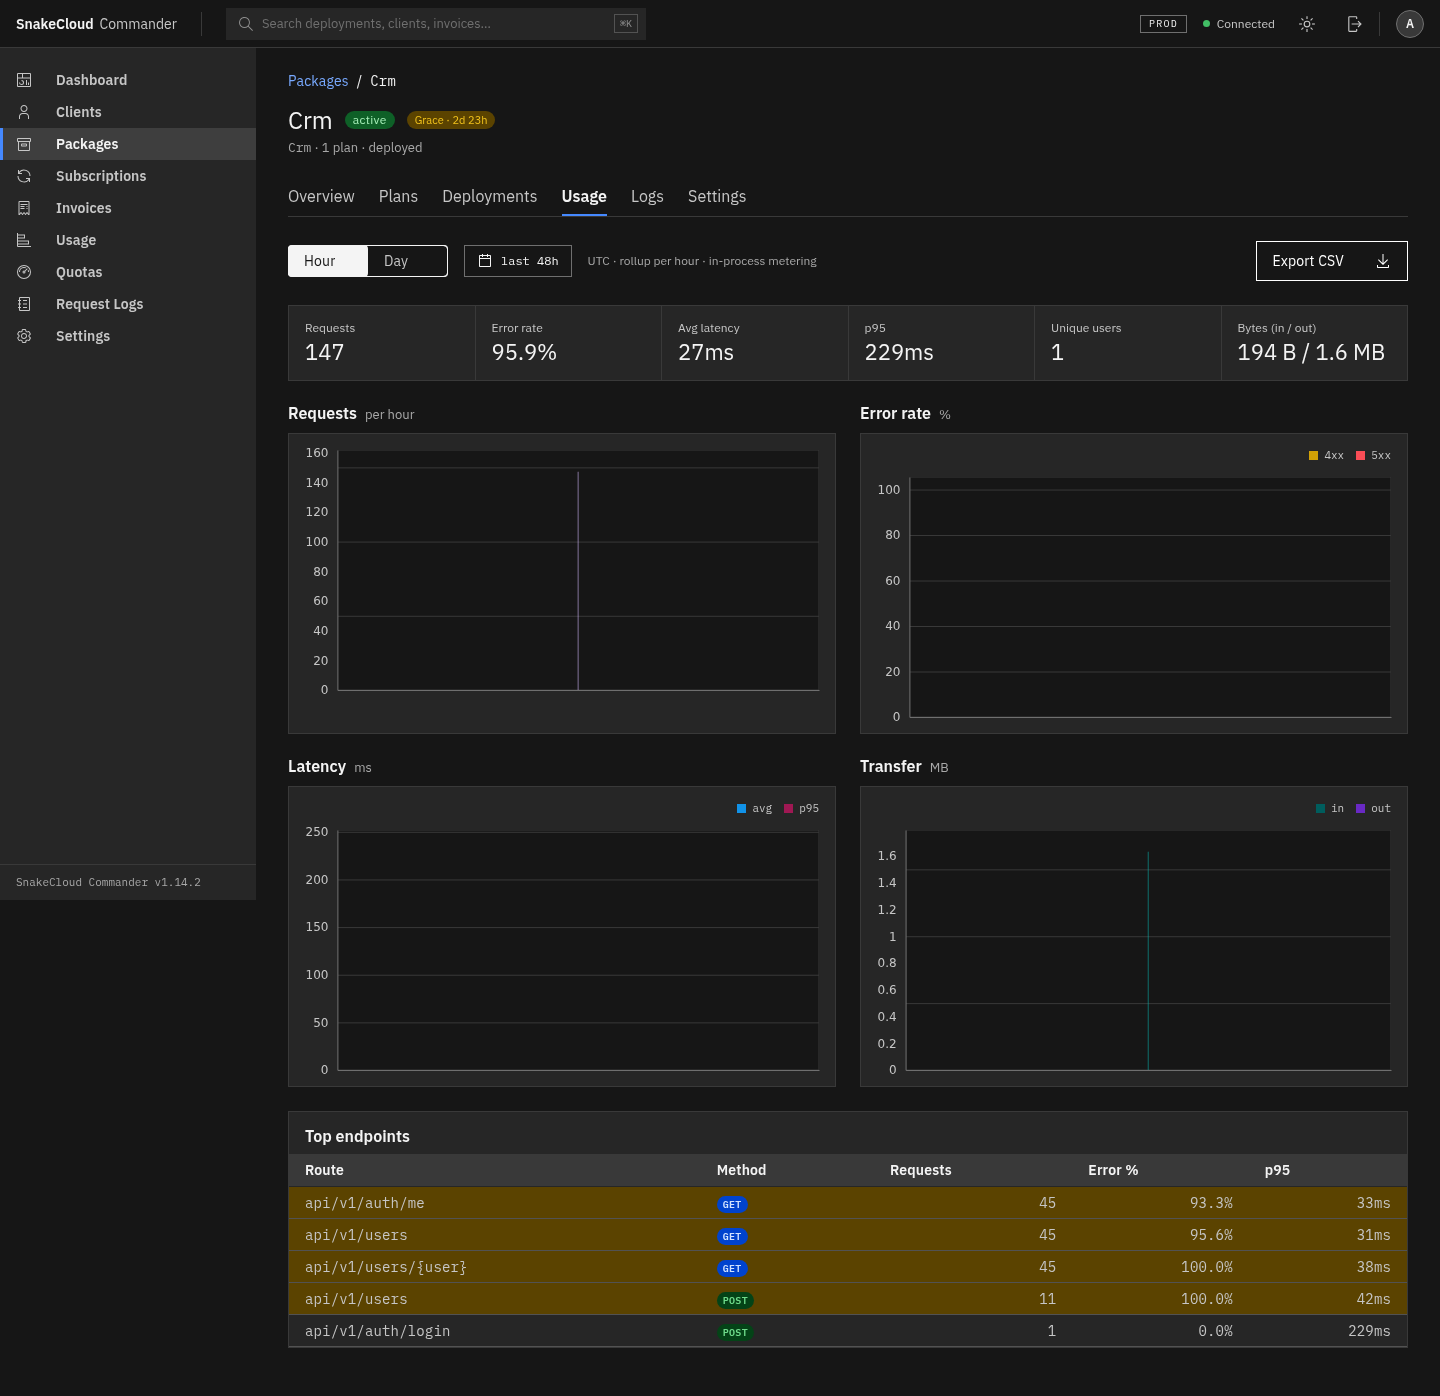 SnakeCloud Commander
Search deployments, clients, invoices...
⌘K
PROD
Connected
A
Dashboard
Clients
Packages
Subscriptions
Invoices
Usage
Quotas
Request Logs
Settings
SnakeCloud Commander v1.14.2
Packages / Crm
Crm active Grace · 2d 23h
Crm · 1 plan · deployed
Overview Plans Deployments Usage Logs Settings
Hour Day last 48h UTC · rollup per hour · in-process metering Export CSV
Requests Error rate Avg latency p95 Unique users Bytes (in / out)
147 95.9% 27ms 229ms 1 194 B / 1.6 MB
Requests per hour
160
140
120
100
80
60
40
20
0
Error rate %
4xx 5xx
100
80
60
40
20
0
Latency ms
avg p95
250
200
150
100
50
0
Transfer MB
in out
1.6
1.4
1.2
1
0.8
0.6
0.4
0.2
0
Top endpoints
Route Method Requests Error % p95
api/v1/auth/me GET 45 93.3% 33ms
api/v1/users GET 45 95.6% 31ms
api/v1/users/{user} GET 45 100.0% 38ms
api/v1/users POST 11 100.0% 42ms
api/v1/auth/login POST 1 0.0% 229ms